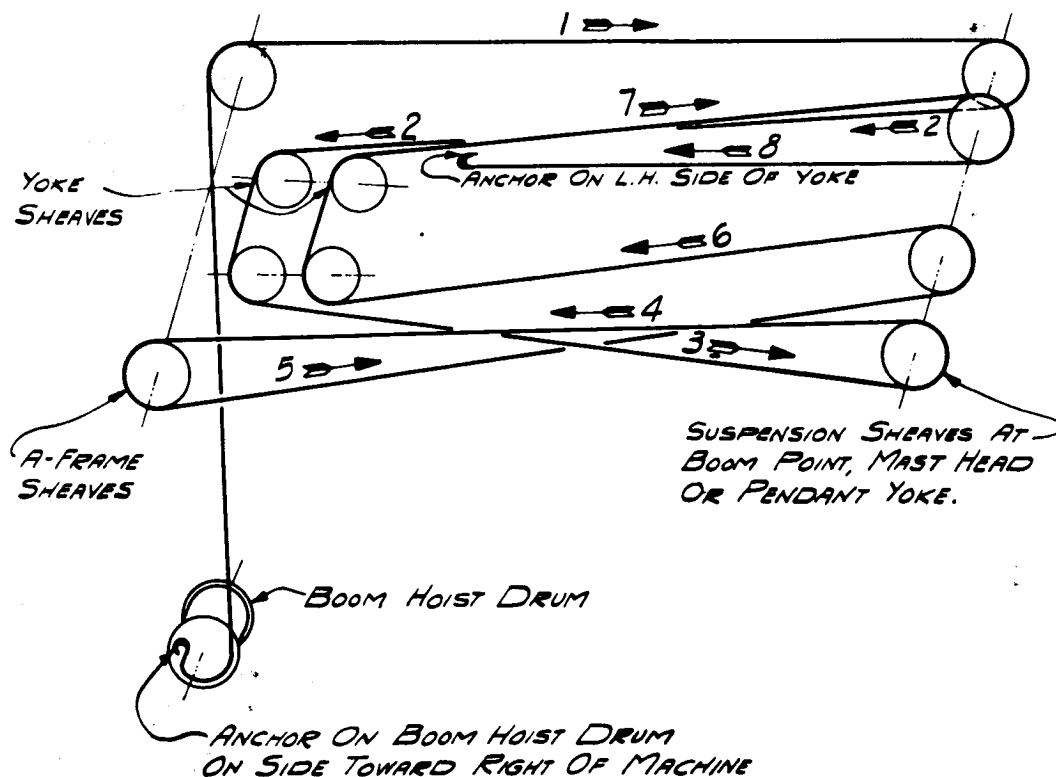 1
7
2
2
8
ANCHOR ON L.H. SIDE OF YOKE
YOKE
SHEAVES
6
4
3
5
A-FRAME
SHEAVES
SUSPENSION SHEAVES AT
BOOM POINT, MAST HEAD
OR PENDANT YOKE.
BOOM HOIST DRUM
ANCHOR ON BOOM HOIST DRUM
ON SIDE TOWARD RIGHT OF MACHINE